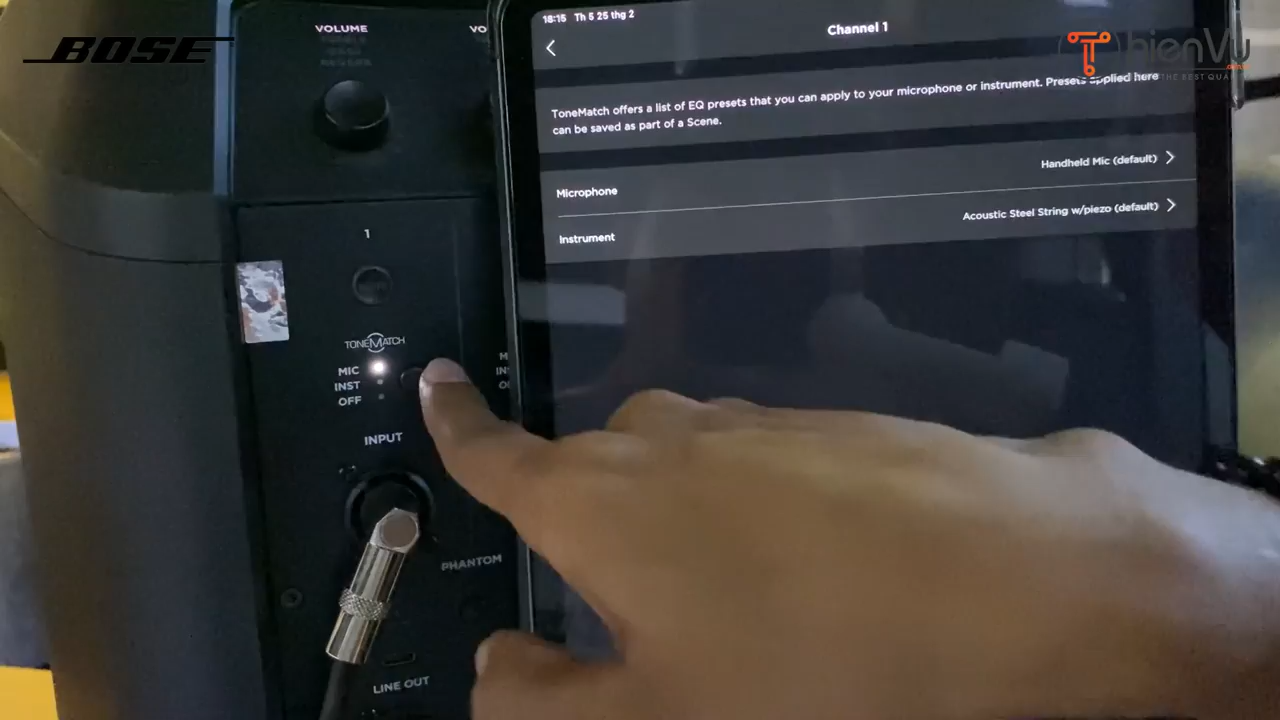 BOSE
VOLUME
VO
1
TONEMATCH
MIC
INST
OFF
INPUT
PHANTOM
LINE OUT
18:15 Th 5 25 thg 2
Channel 1
ToneMatch offers a list of EQ presets that you can apply to your microphone or instrument. Presets applied here
can be saved as part of a Scene.
Microphone
Handheld Mic (default)
Instrument
Acoustic Steel String w/piezo (default)
ThienVu